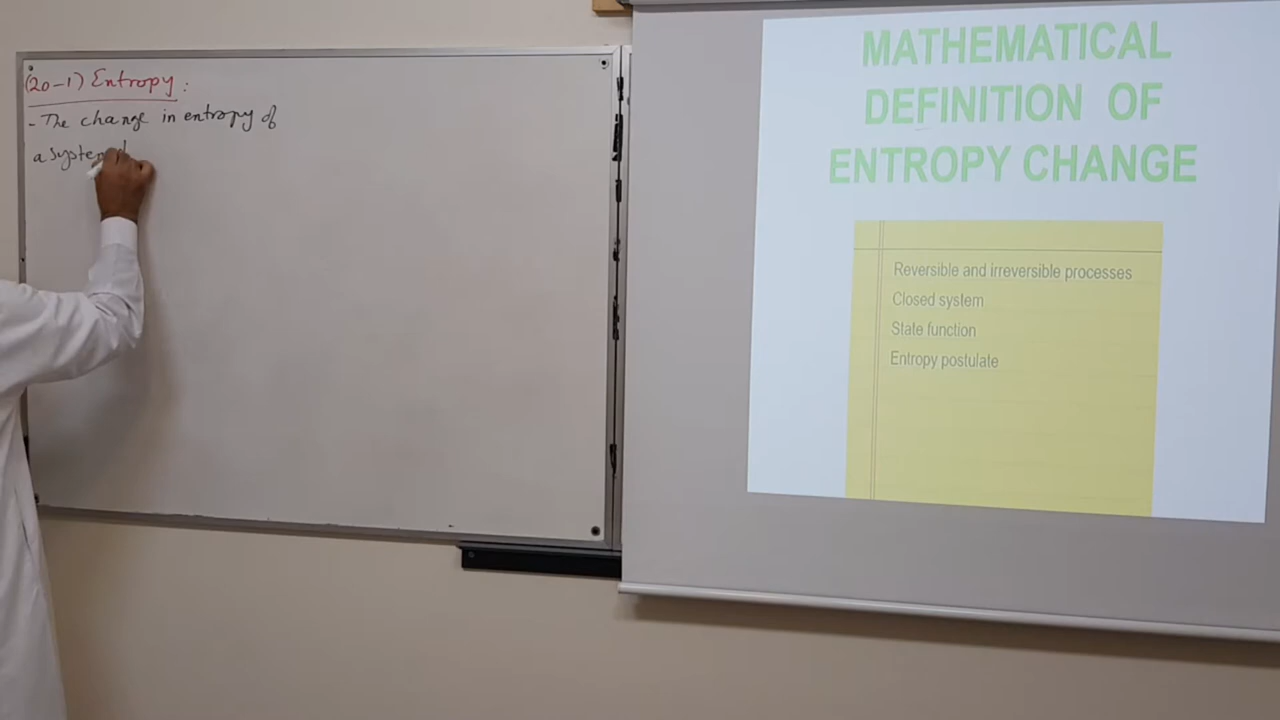 (20-1) Entropy :
- The change in entropy of
a system
MATHEMATICAL
DEFINITION OF
ENTROPY CHANGE
Reversible and irreversible processes
Closed system
State function
Entropy postulate